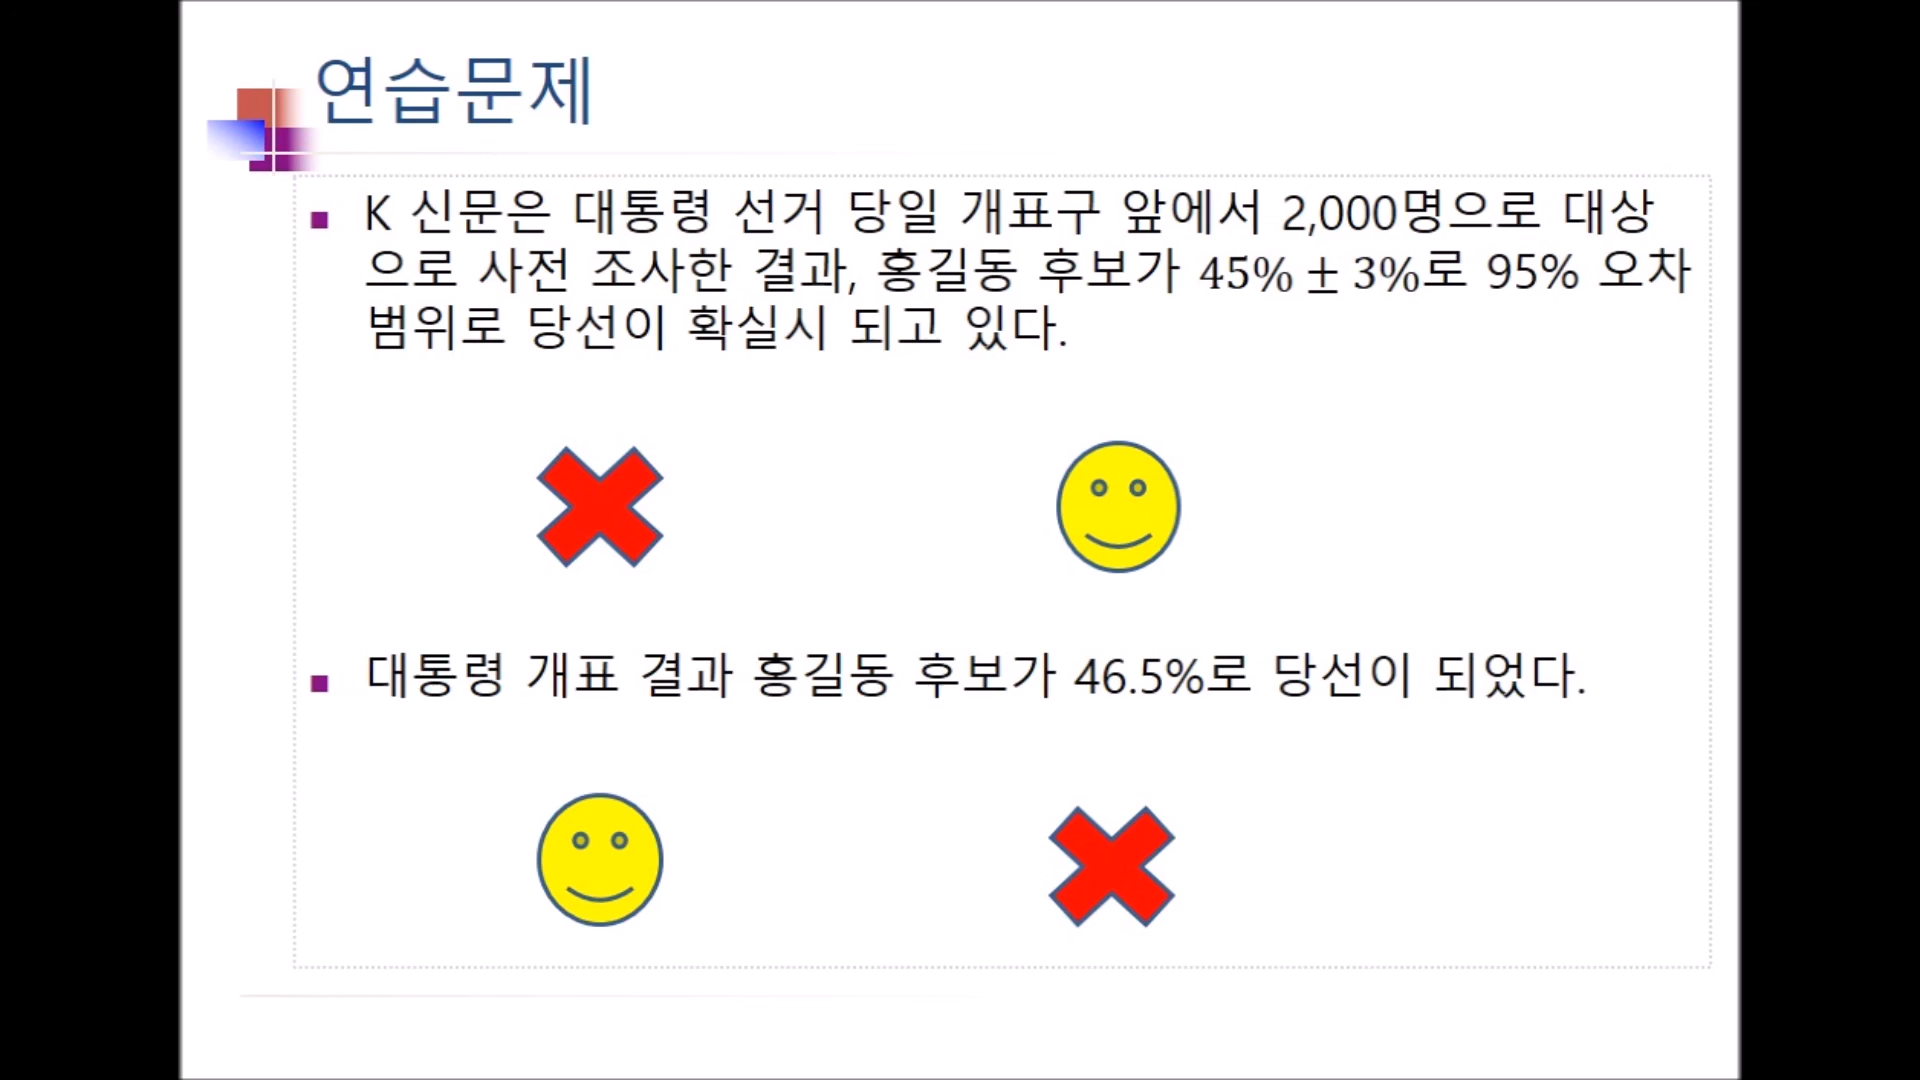 연습문제
K 신문은 대통령 선거 당일 개표구 앞에서 2,000명으로 대상
으로 사전 조사한 결과, 홍길동 후보가 45% ± 3%로 95% 오차
범위로 당선이 확실시 되고 있다.
대통령 개표 결과 홍길동 후보가 46.5%로 당선이 되었다.